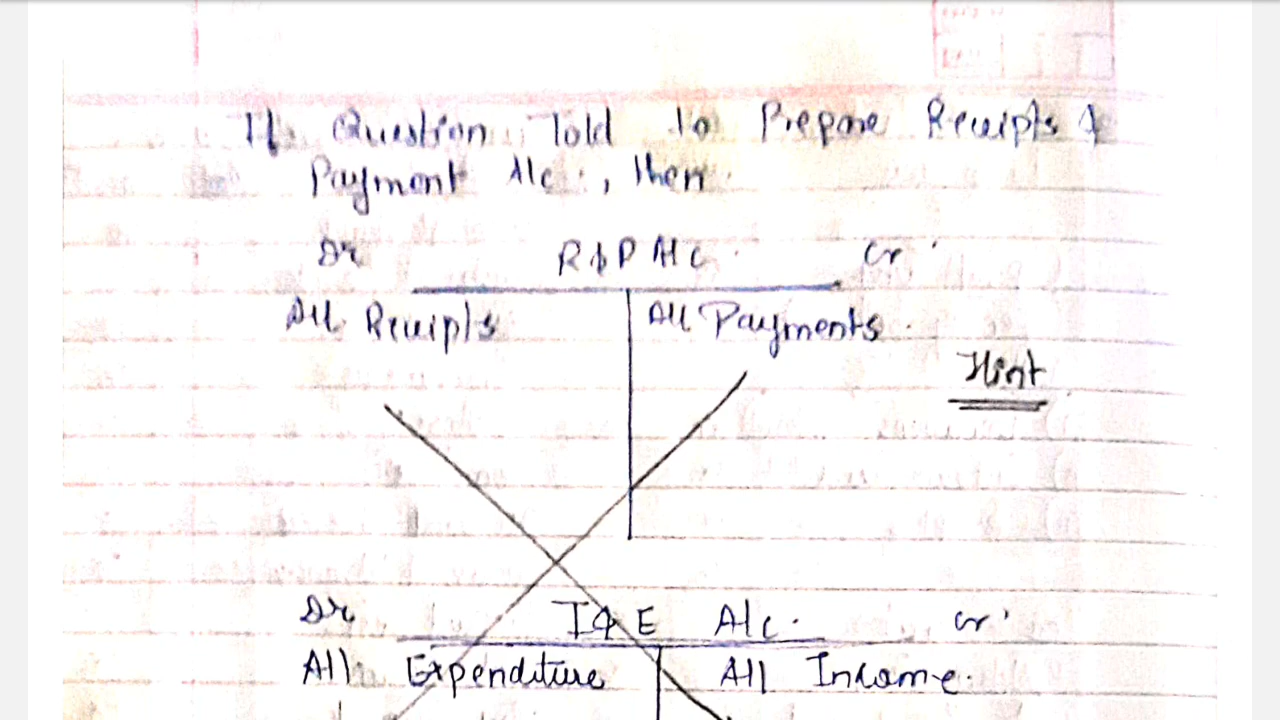 If Question Told to Prepare Receipts &
Payment A/c., then.
Dr R&P A/c. Cr.
All Receipts All Payments.
Hint
Dr I&E A/c. Cr.
All Expenditure All Income.